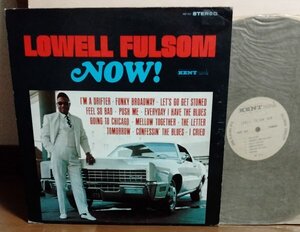 STEREO
LOWELL FULSOM
NOW!
KENT
I'M A DRIFTER · FUNKY BROADWAY · LET'S GO GET STONED
FEEL SO BAD · PUSH ME · EVERYDAY I HAVE THE BLUES
GOING TO CHICAGO · MELLOW TOGETHER · THE LETTER
TOMORROW · CONFESSIN' THE BLUES · I CRIED
KENT